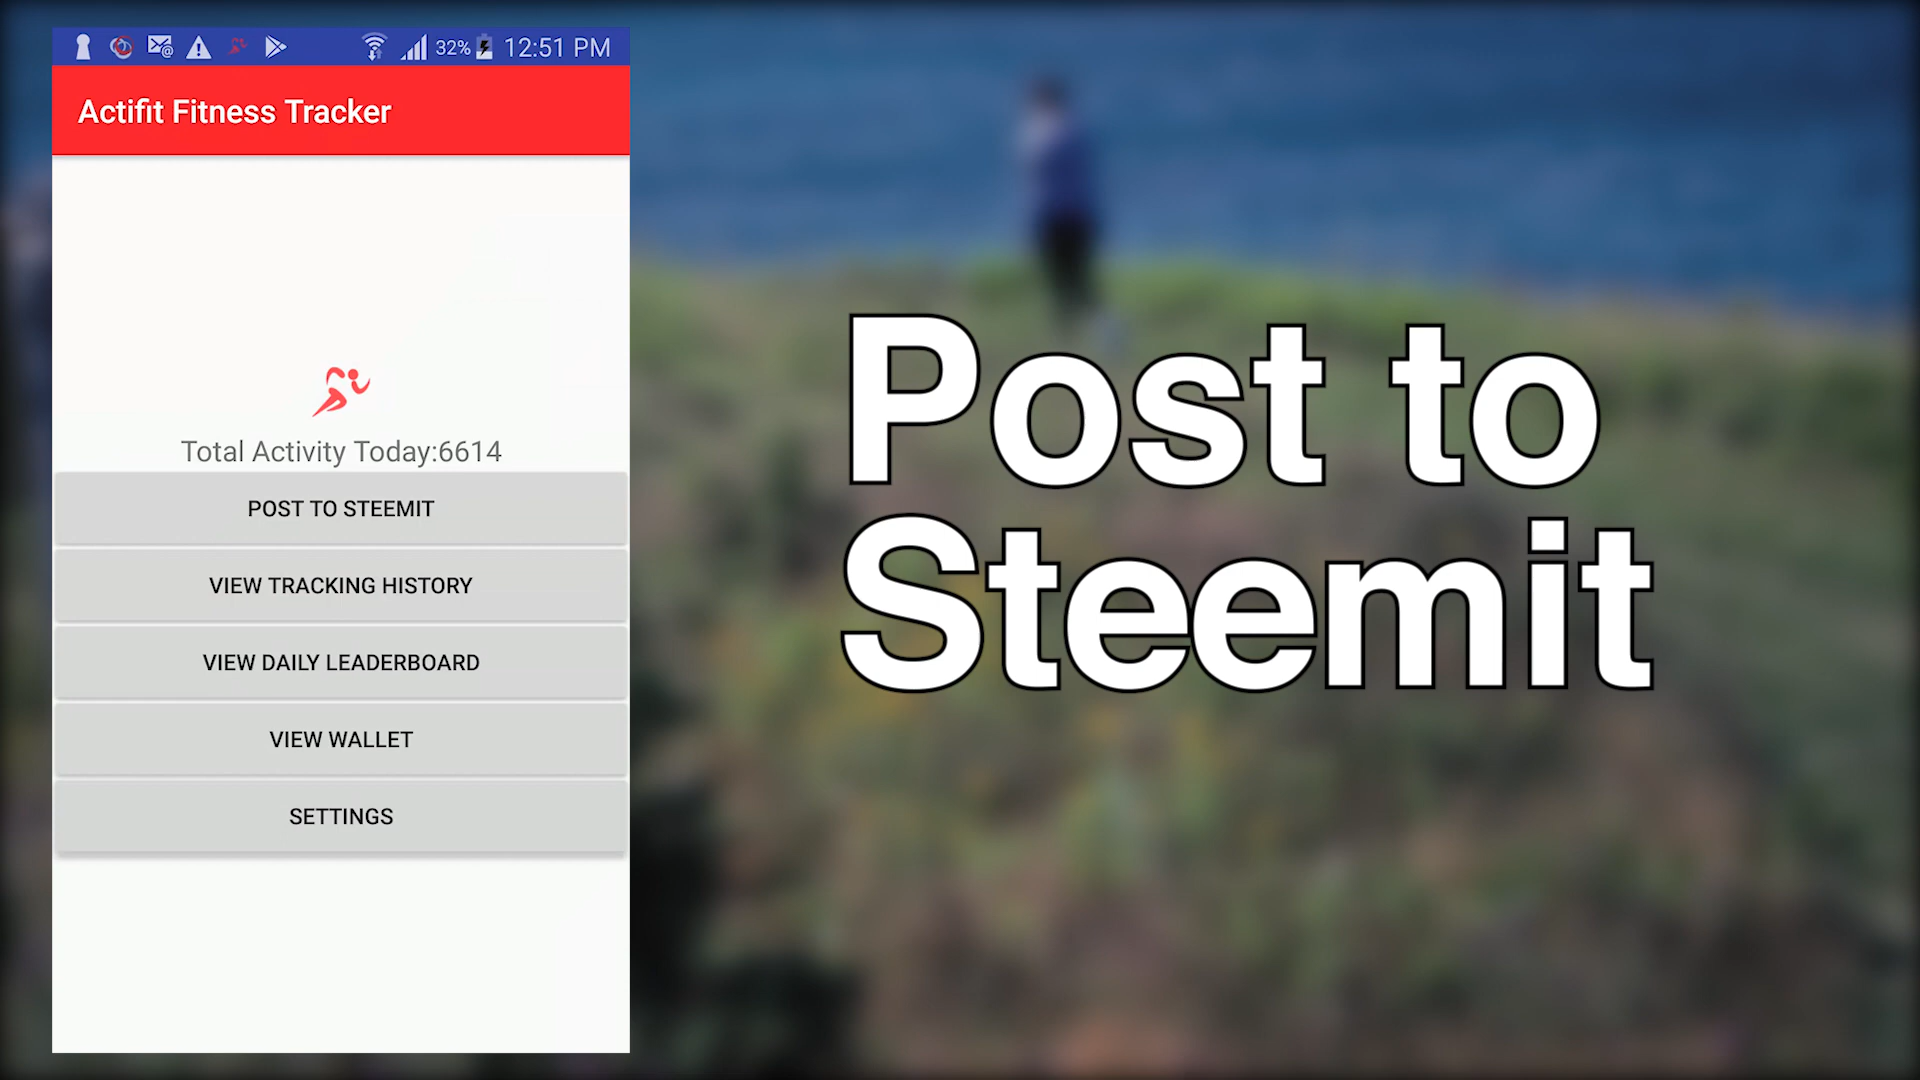 32% 12:51 PM
Actifit Fitness Tracker
Total Activity Today:6614
POST TO STEEMIT
VIEW TRACKING HISTORY
VIEW DAILY LEADERBOARD
VIEW WALLET
SETTINGS
Post to
Steemit